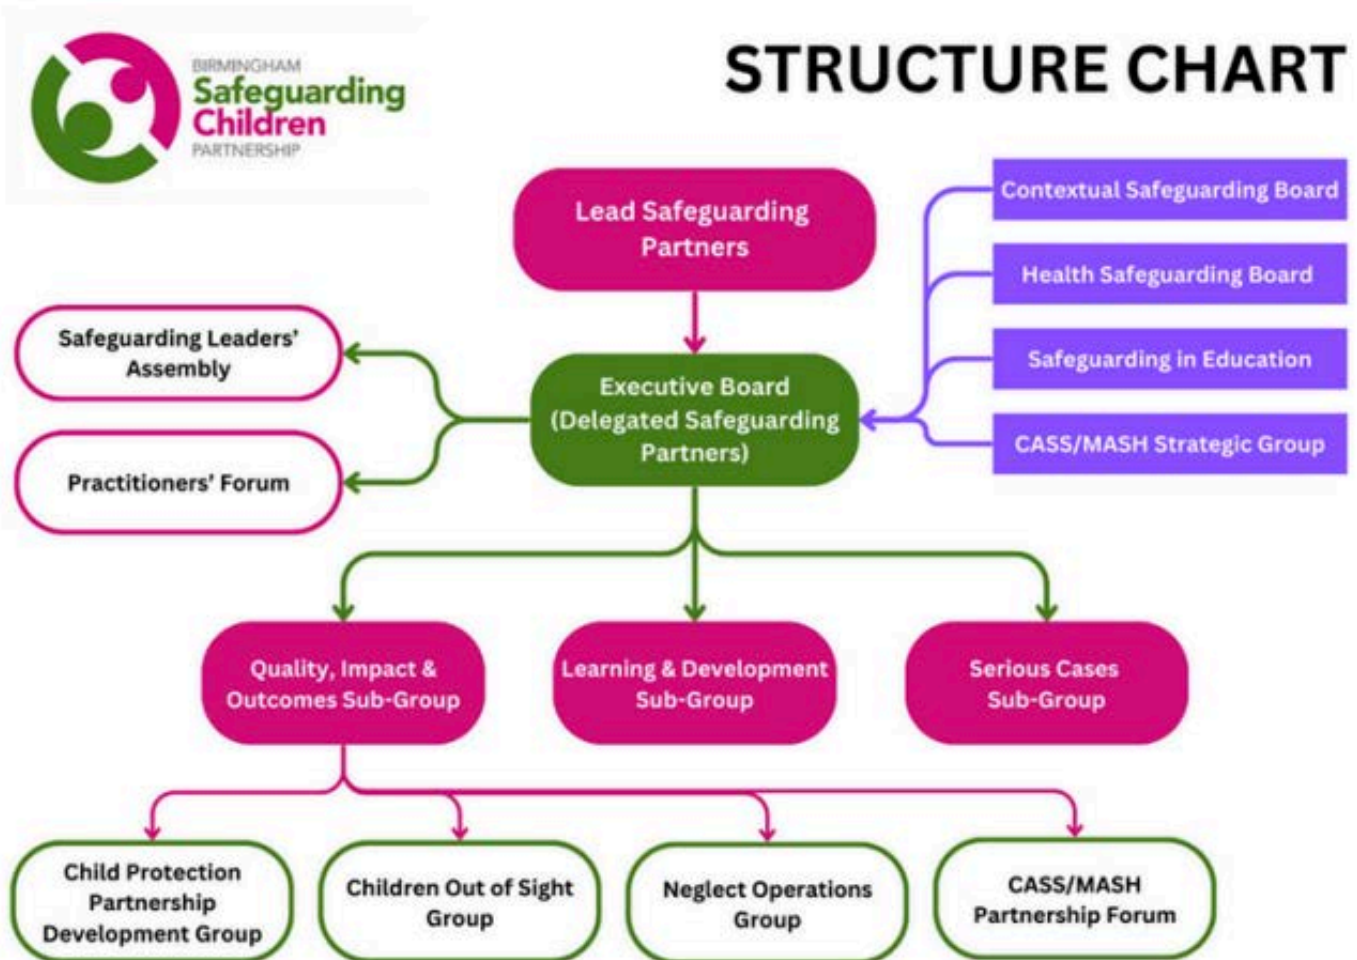 BIRMINGHAM
Safeguarding
Children
PARTNERSHIP
STRUCTURE CHART
Lead Safeguarding
Partners
Contextual Safeguarding Board
Health Safeguarding Board
Safeguarding in Education
CASS/MASH Strategic Group
Safeguarding Leaders'
Assembly
Practitioners' Forum
Executive Board
(Delegated Safeguarding
Partners)
Quality, Impact &
Outcomes Sub-Group
Learning & Development
Sub-Group
Serious Cases
Sub-Group
Child Protection
Partnership
Development Group
Children Out of Sight
Group
Neglect Operations
Group
CASS/MASH
Partnership Forum